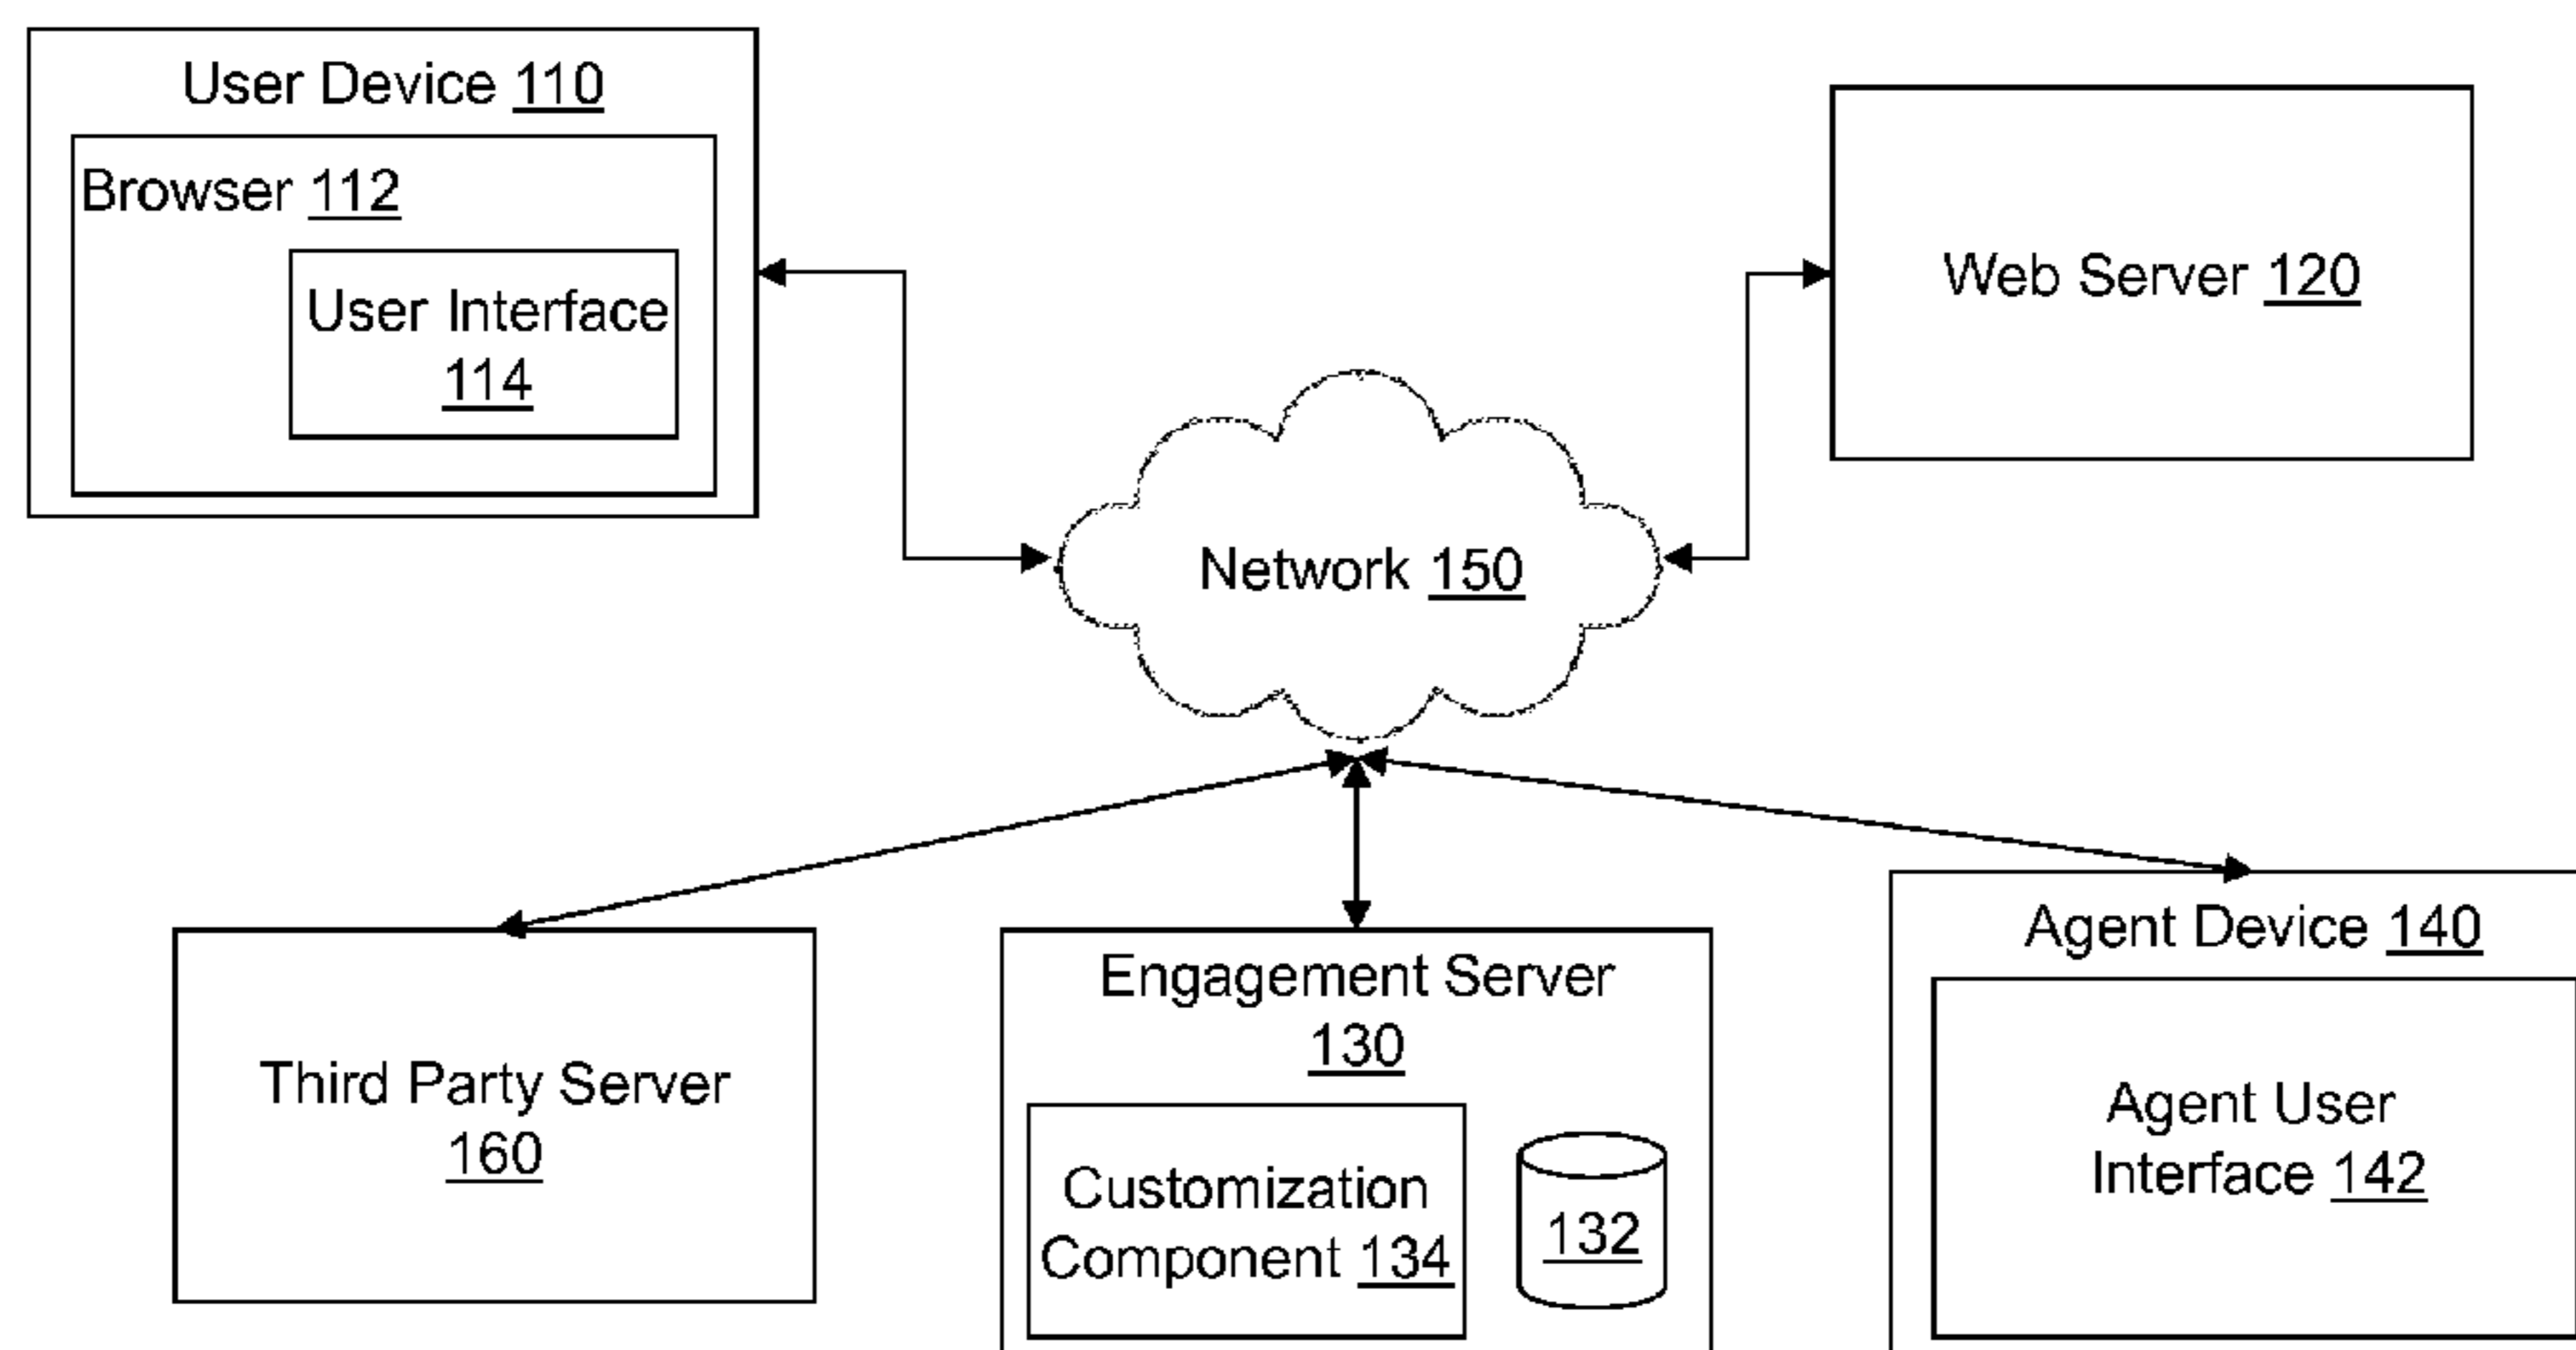 User Device 110
Browser 112
User Interface
114
Web Server 120
Network 150
Third Party Server
160
Engagement Server
130
Customization
Component 134
132
Agent Device 140
Agent User
Interface 142